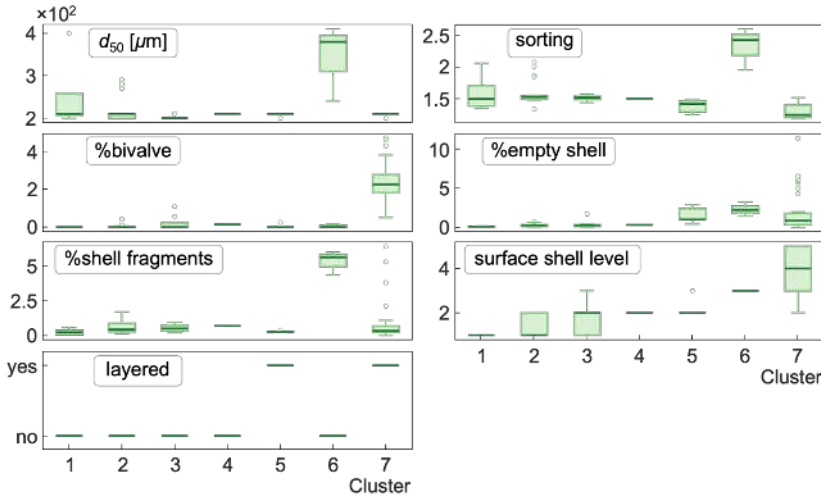 ×10²
4
3
2
d₅₀ [µm]
2.5
1.5
sorting
4
2
0
%bivalve
10
5
0
%empty shell
5
2.5
0
%shell fragments
4
2
surface shell level
1 2 3 4 5 6 7
Cluster
yes
no
layered
1 2 3 4 5 6 7
Cluster